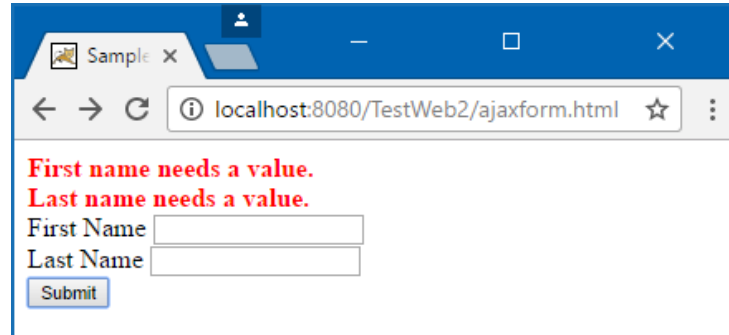 Sample
localhost:8080/TestWeb2/ajaxform.html
First name needs a value.
Last name needs a value.
First Name
Last Name
Submit